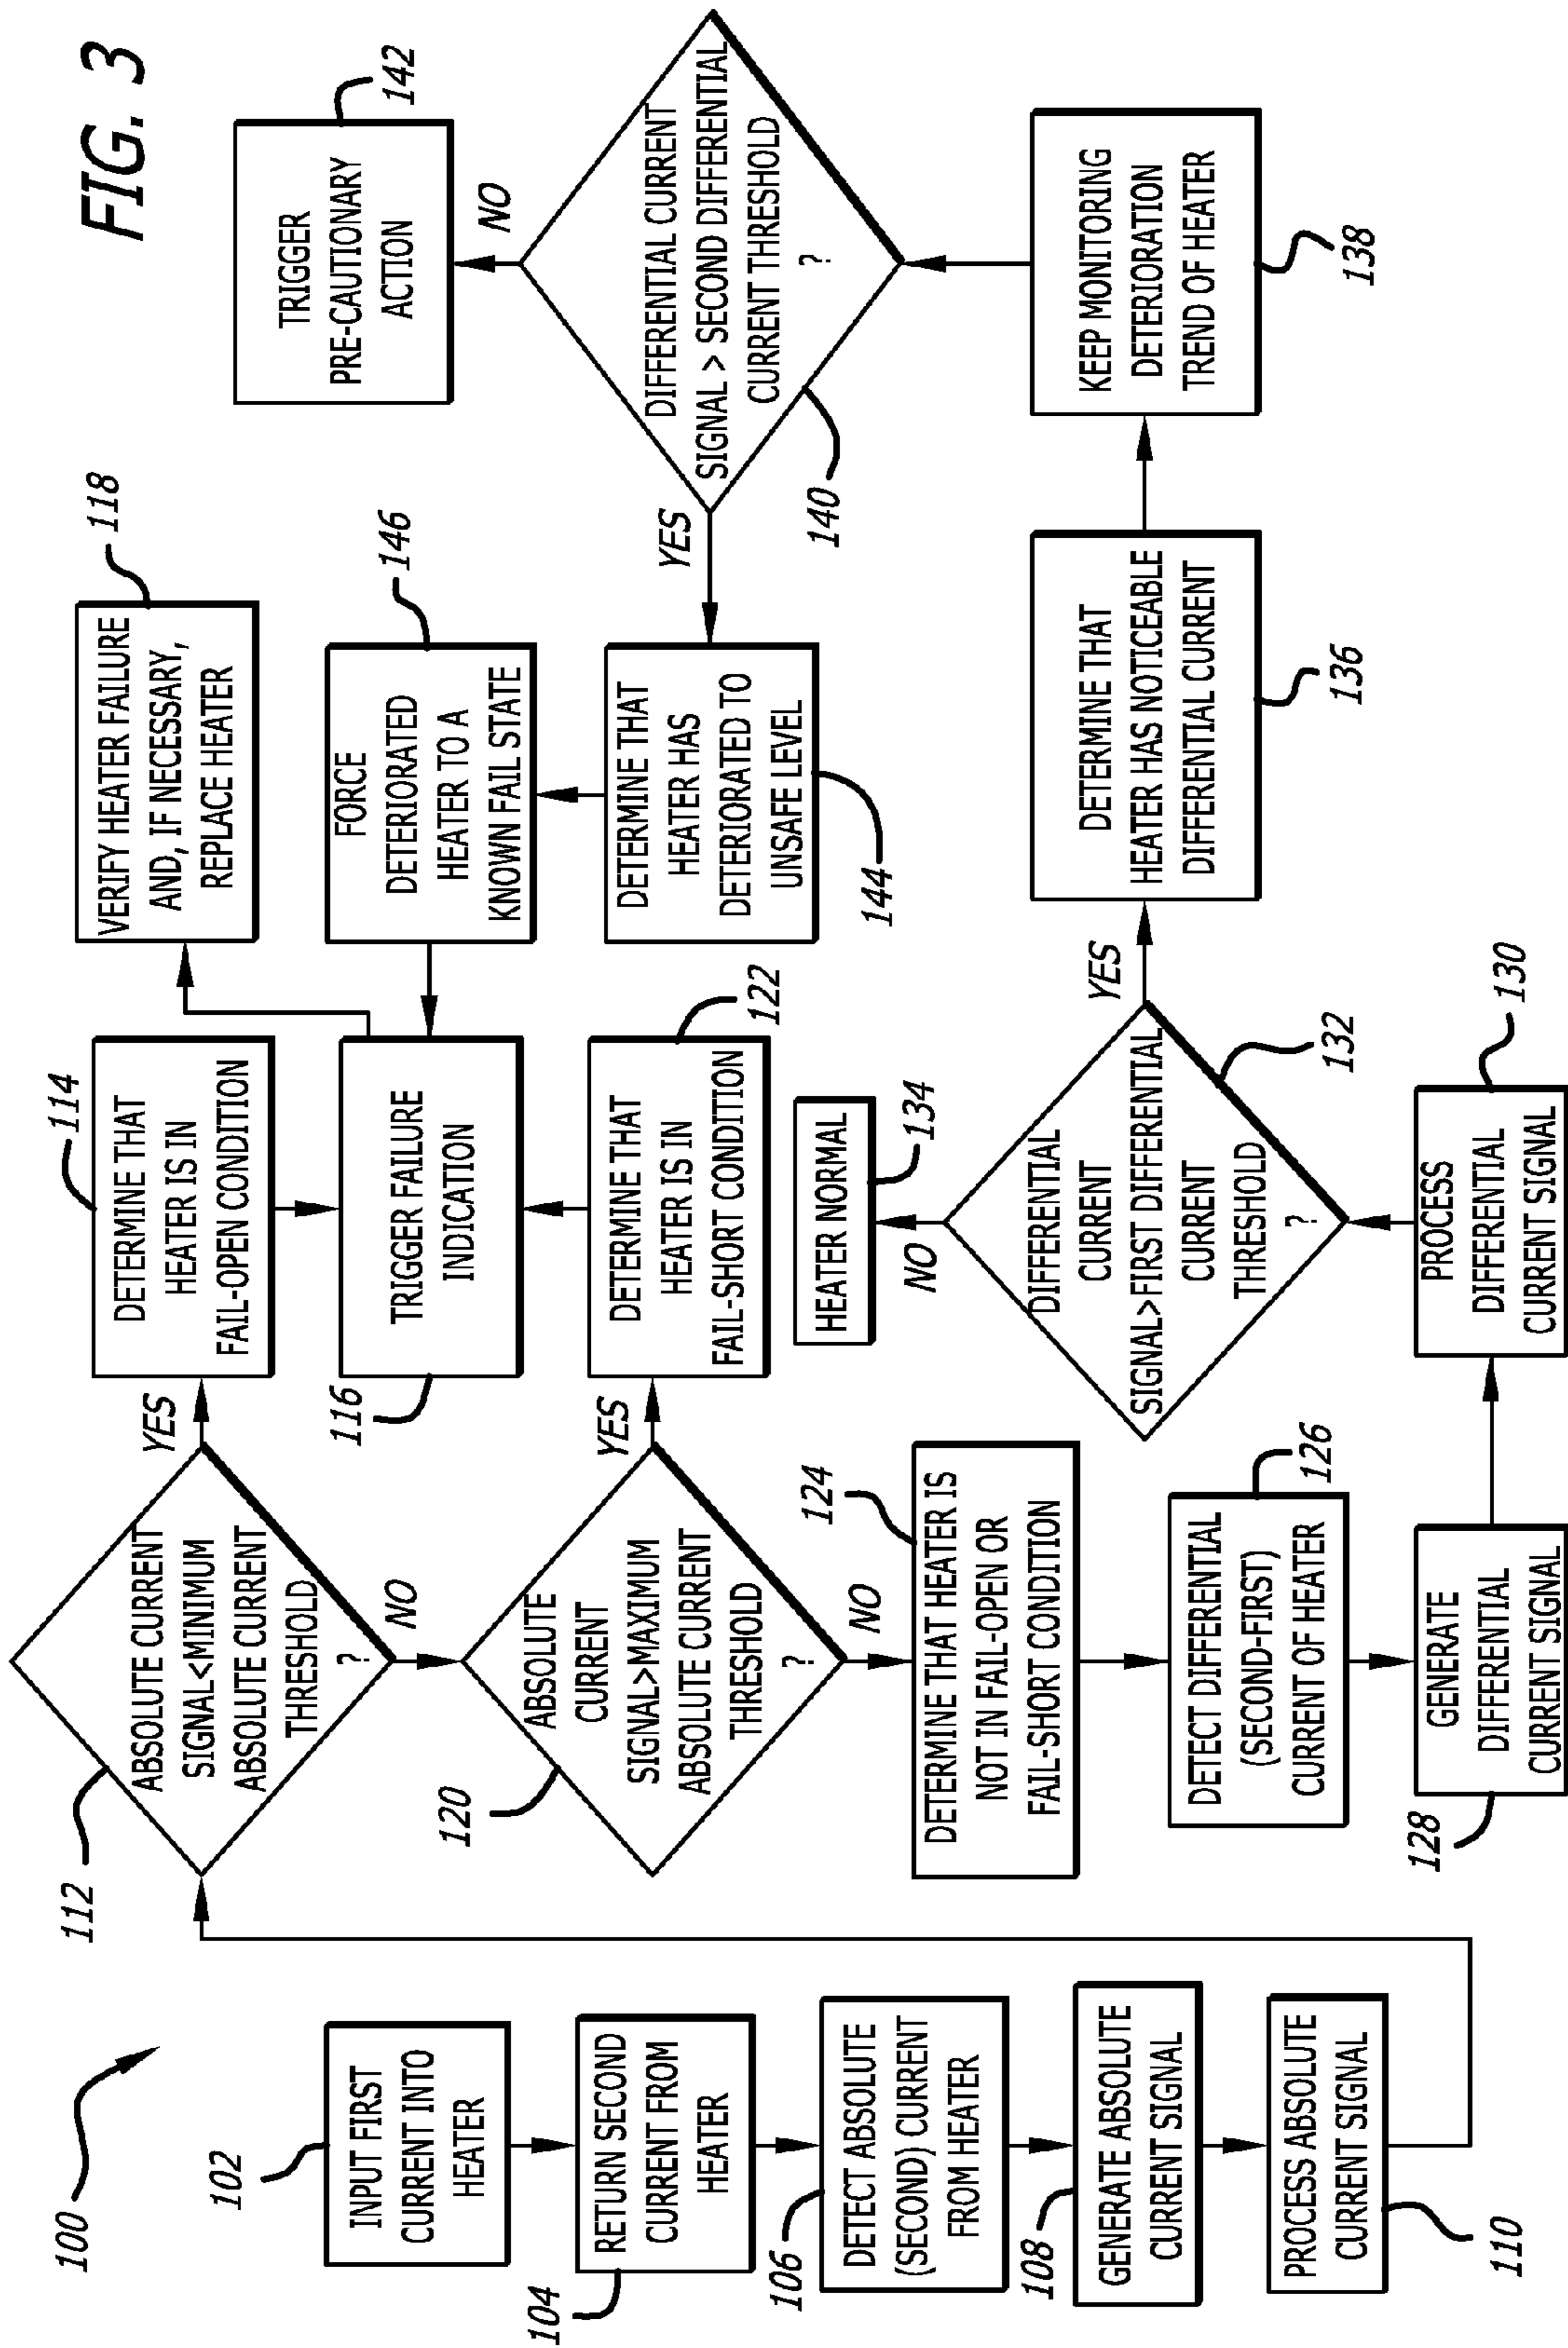 FIG. 3
100
102
INPUT FIRST
CURRENT INTO
HEATER
104
RETURN SECOND
CURRENT FROM
HEATER
106
DETECT ABSOLUTE
(SECOND) CURRENT
FROM HEATER
108
GENERATE ABSOLUTE
CURRENT SIGNAL
110
PROCESS ABSOLUTE
CURRENT SIGNAL
112
ABSOLUTE CURRENT
SIGNAL<MINIMUM
ABSOLUTE CURRENT
THRESHOLD
?
YES
NO
114
DETERMINE THAT
HEATER IS IN
FAIL-OPEN CONDITION
116
TRIGGER FAILURE
INDICATION
118
VERIFY HEATER FAILURE
AND, IF NECESSARY,
REPLACE HEATER
120
ABSOLUTE
CURRENT
SIGNAL>MAXIMUM
ABSOLUTE CURRENT
THRESHOLD
?
YES
NO
122
DETERMINE THAT
HEATER IS IN
FAIL-SHORT CONDITION
124
DETERMINE THAT HEATER IS
NOT IN FAIL-OPEN OR
FAIL-SHORT CONDITION
126
DETECT DIFFERENTIAL
(SECOND-FIRST)
CURRENT OF HEATER
128
GENERATE
DIFFERENTIAL
CURRENT SIGNAL
130
PROCESS
DIFFERENTIAL
CURRENT SIGNAL
132
DIFFERENTIAL
CURRENT
SIGNAL>FIRST DIFFERENTIAL
CURRENT
THRESHOLD
?
NO
YES
134
HEATER NORMAL
136
DETERMINE THAT
HEATER HAS NOTICEABLE
DIFFERENTIAL CURRENT
138
KEEP MONITORING
DETERIORATION
TREND OF HEATER
140
DIFFERENTIAL CURRENT
SIGNAL > SECOND DIFFERENTIAL
CURRENT THRESHOLD
?
NO
YES
142
TRIGGER
PRE-CAUTIONARY
ACTION
144
DETERMINE THAT
HEATER HAS
DETERIORATED TO
UNSAFE LEVEL
146
FORCE
DETERIORATED
HEATER TO A
KNOWN FAIL STATE